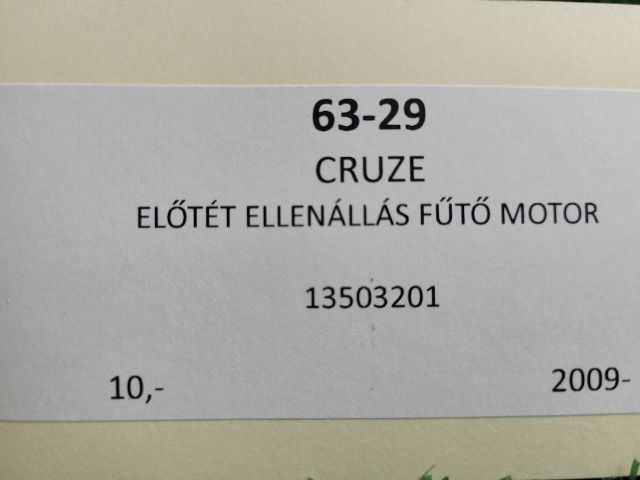 63-29
CRUZE
ELŐTÉT ELLENÁLLÁS FŰTŐ MOTOR
13503201
10,-
2009-